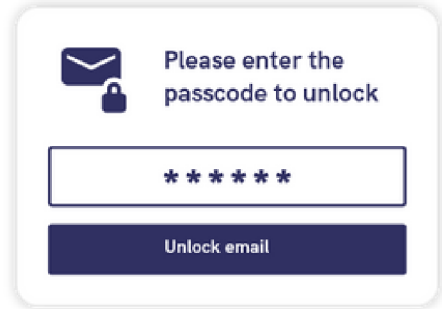 Please enter the
passcode to unlock
******
Unlock email